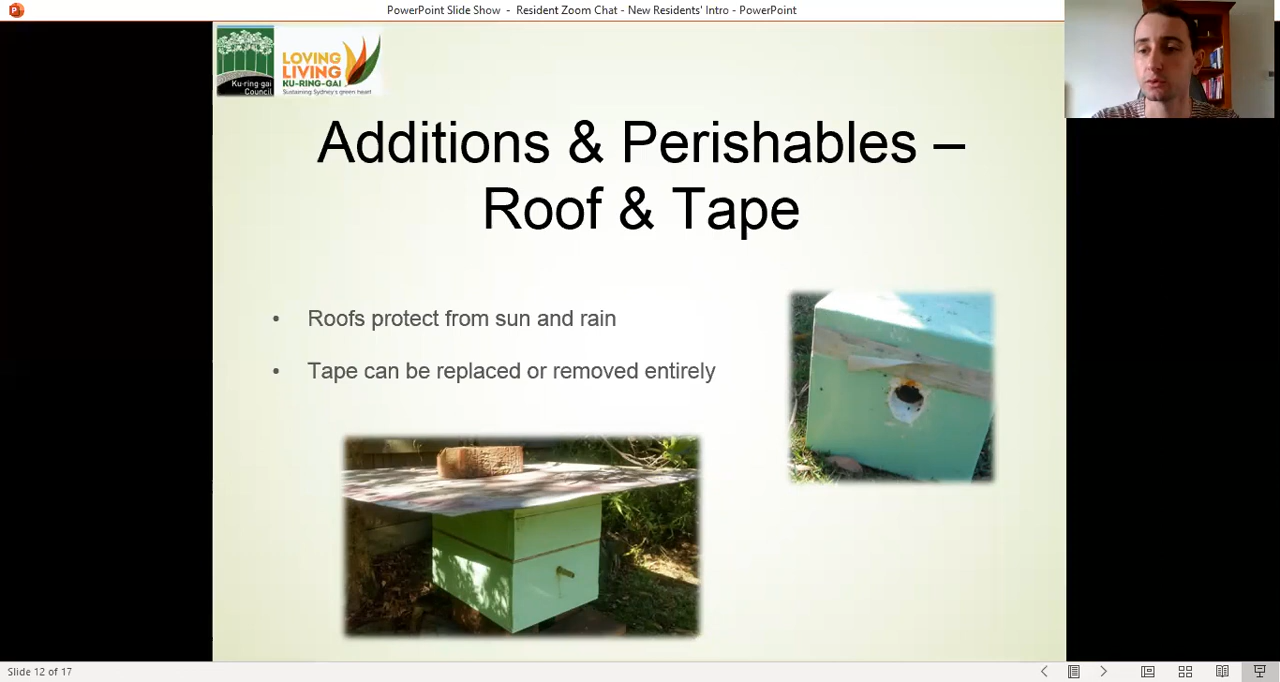 PowerPoint Slide Show - Resident Zoom Chat - New Residents' Intro - PowerPoint
Ku-ring gai
Council
LOVING
LIVING
KU-RING-GAI
Sustaining Sydney's green heart
Additions & Perishables –
Roof & Tape
• Roofs protect from sun and rain
• Tape can be replaced or removed entirely
Slide 12 of 17